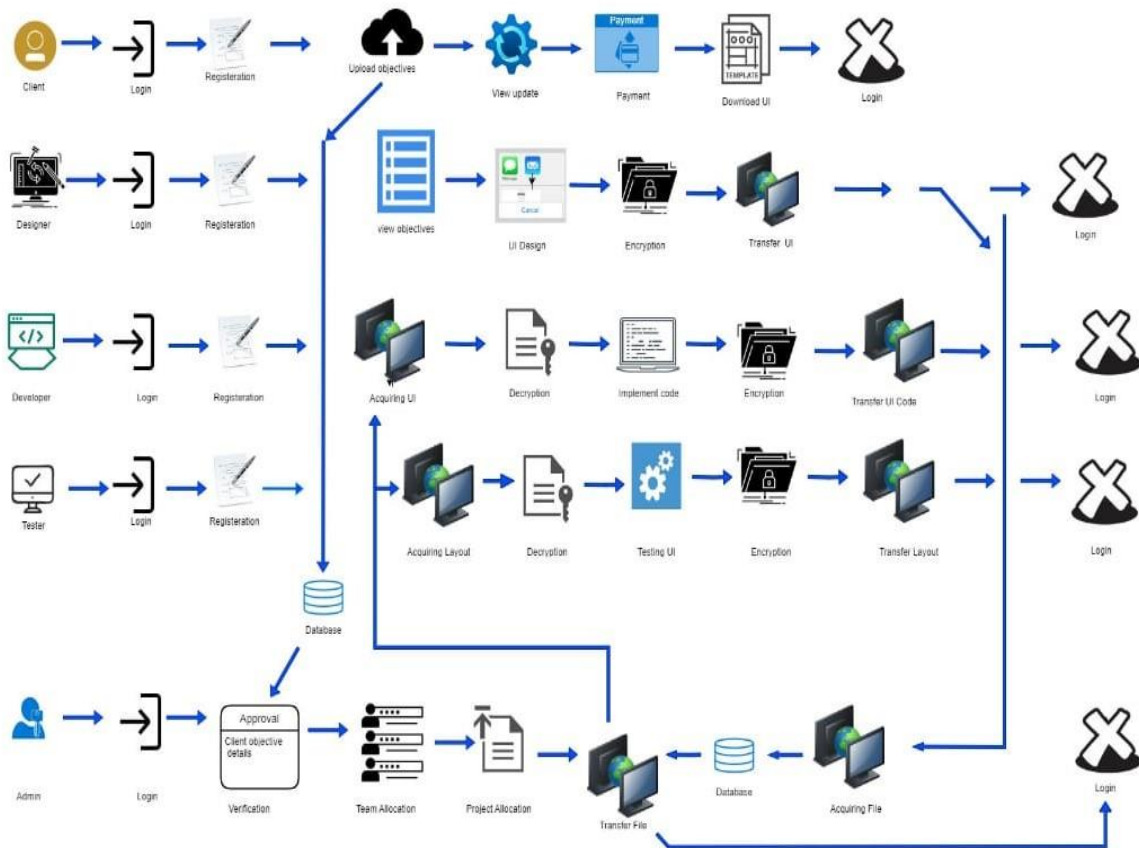 Payment
TEMPLATE
Client
Login
Registeration
Upload objectives
View update
Payment
Download UI
Login
Cancel
Designer
Login
Registeration
view objectives
UI Design
Encryption
Transfer UI
Login
Developer
Login
Registeration
Acquiring UI
Decryption
Implement code
Encryption
Transfer UI Code
Login
Tester
Login
Registeration
Acquiring Layout
Decryption
Testing UI
Encryption
Transfer Layout
Login
Database
Approval
Client objective
details
Admin
Login
Verification
Team Allocation
Project Allocation
Transfer File
Database
Acquiring File
Login